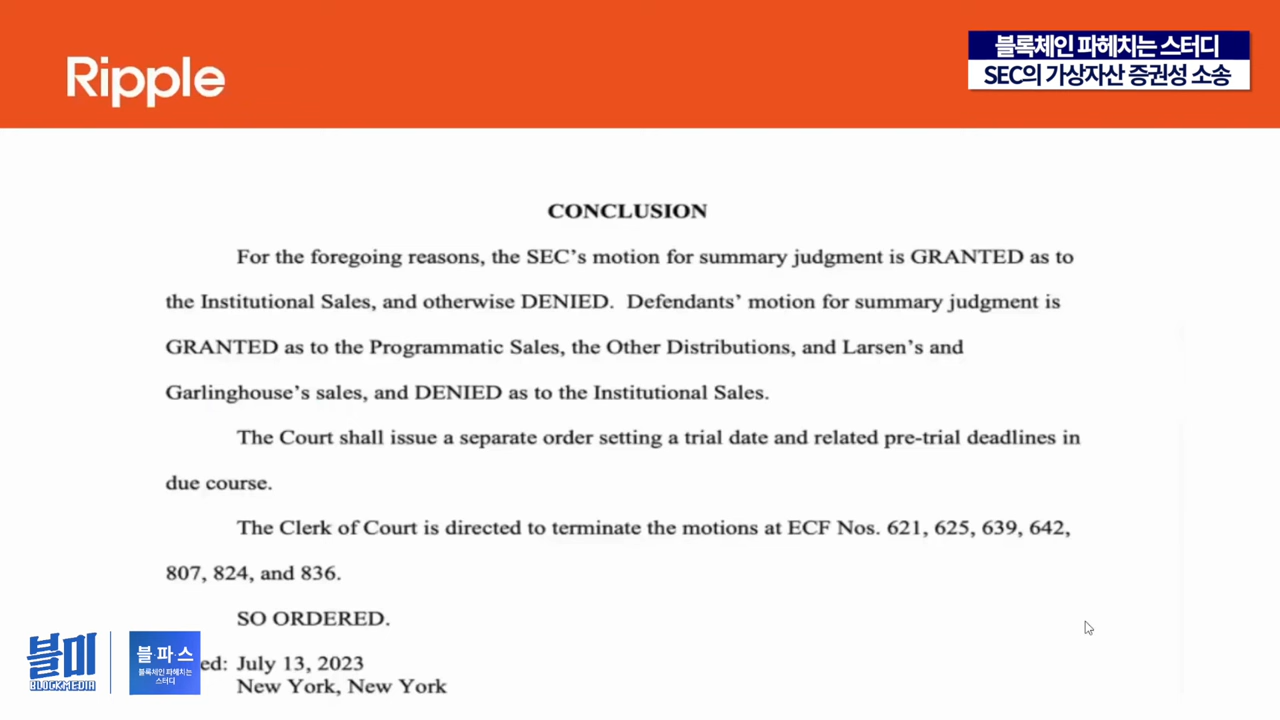 Ripple
블록체인 파헤치는 스터디
SEC의 가상자산 증권성 소송
CONCLUSION
For the foregoing reasons, the SEC's motion for summary judgment is GRANTED as to
the Institutional Sales, and otherwise DENIED. Defendants' motion for summary judgment is
GRANTED as to the Programmatic Sales, the Other Distributions, and Larsen's and
Garlinghouse's sales, and DENIED as to the Institutional Sales.
The Court shall issue a separate order setting a trial date and related pre-trial deadlines in
due course.
The Clerk of Court is directed to terminate the motions at ECF Nos. 621, 625, 639, 642,
807, 824, and 836.
SO ORDERED.
ed: July 13, 2023
New York, New York
블미
BLOCKMEDIA
블·파·스
블록체인 파헤치는
스터디